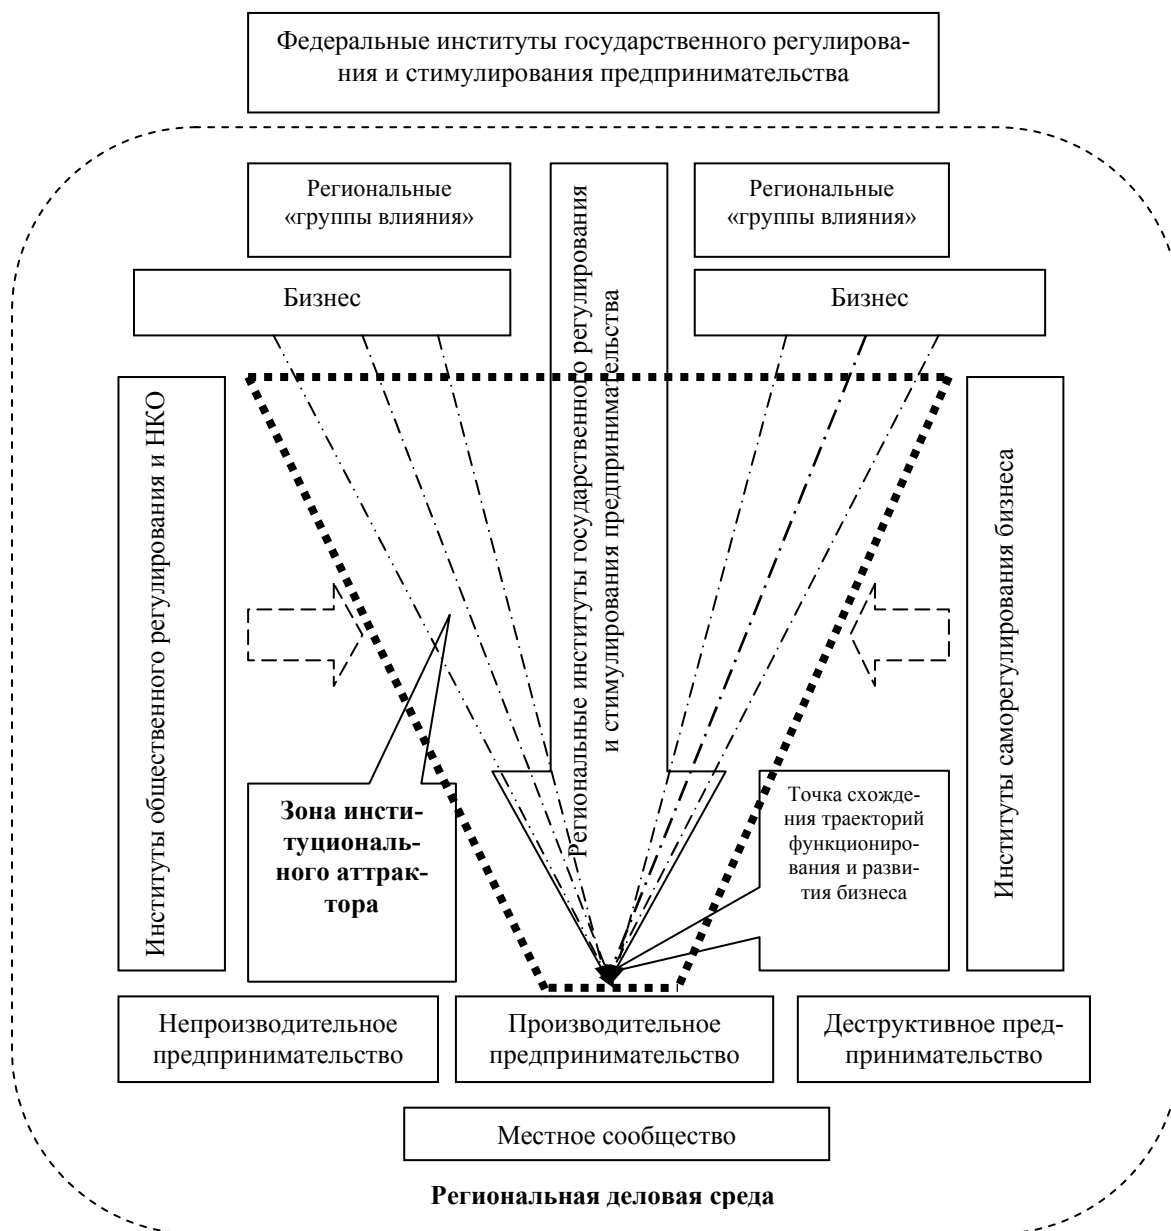 Федеральные институты государственного регулирова-
ния и стимулирования предпринимательства
Региональные
«группы влияния»
Региональные
«группы влияния»
Бизнес
Бизнес
Региональные институты государственного регулирования
и стимулирования предпринимательства
Институты общественного регулирования и НКО
Институты саморегулирования бизнеса
Зона инсти-
туциональ-
ного аттрак-
тора
Точка схожде-
ния траекторий
функциониро-
вания и разви-
тия бизнеса
Непроизводительное
предпринимательство
Производительное
предпринимательство
Деструктивное пред-
принимательство
Местное сообщество
Региональная деловая среда